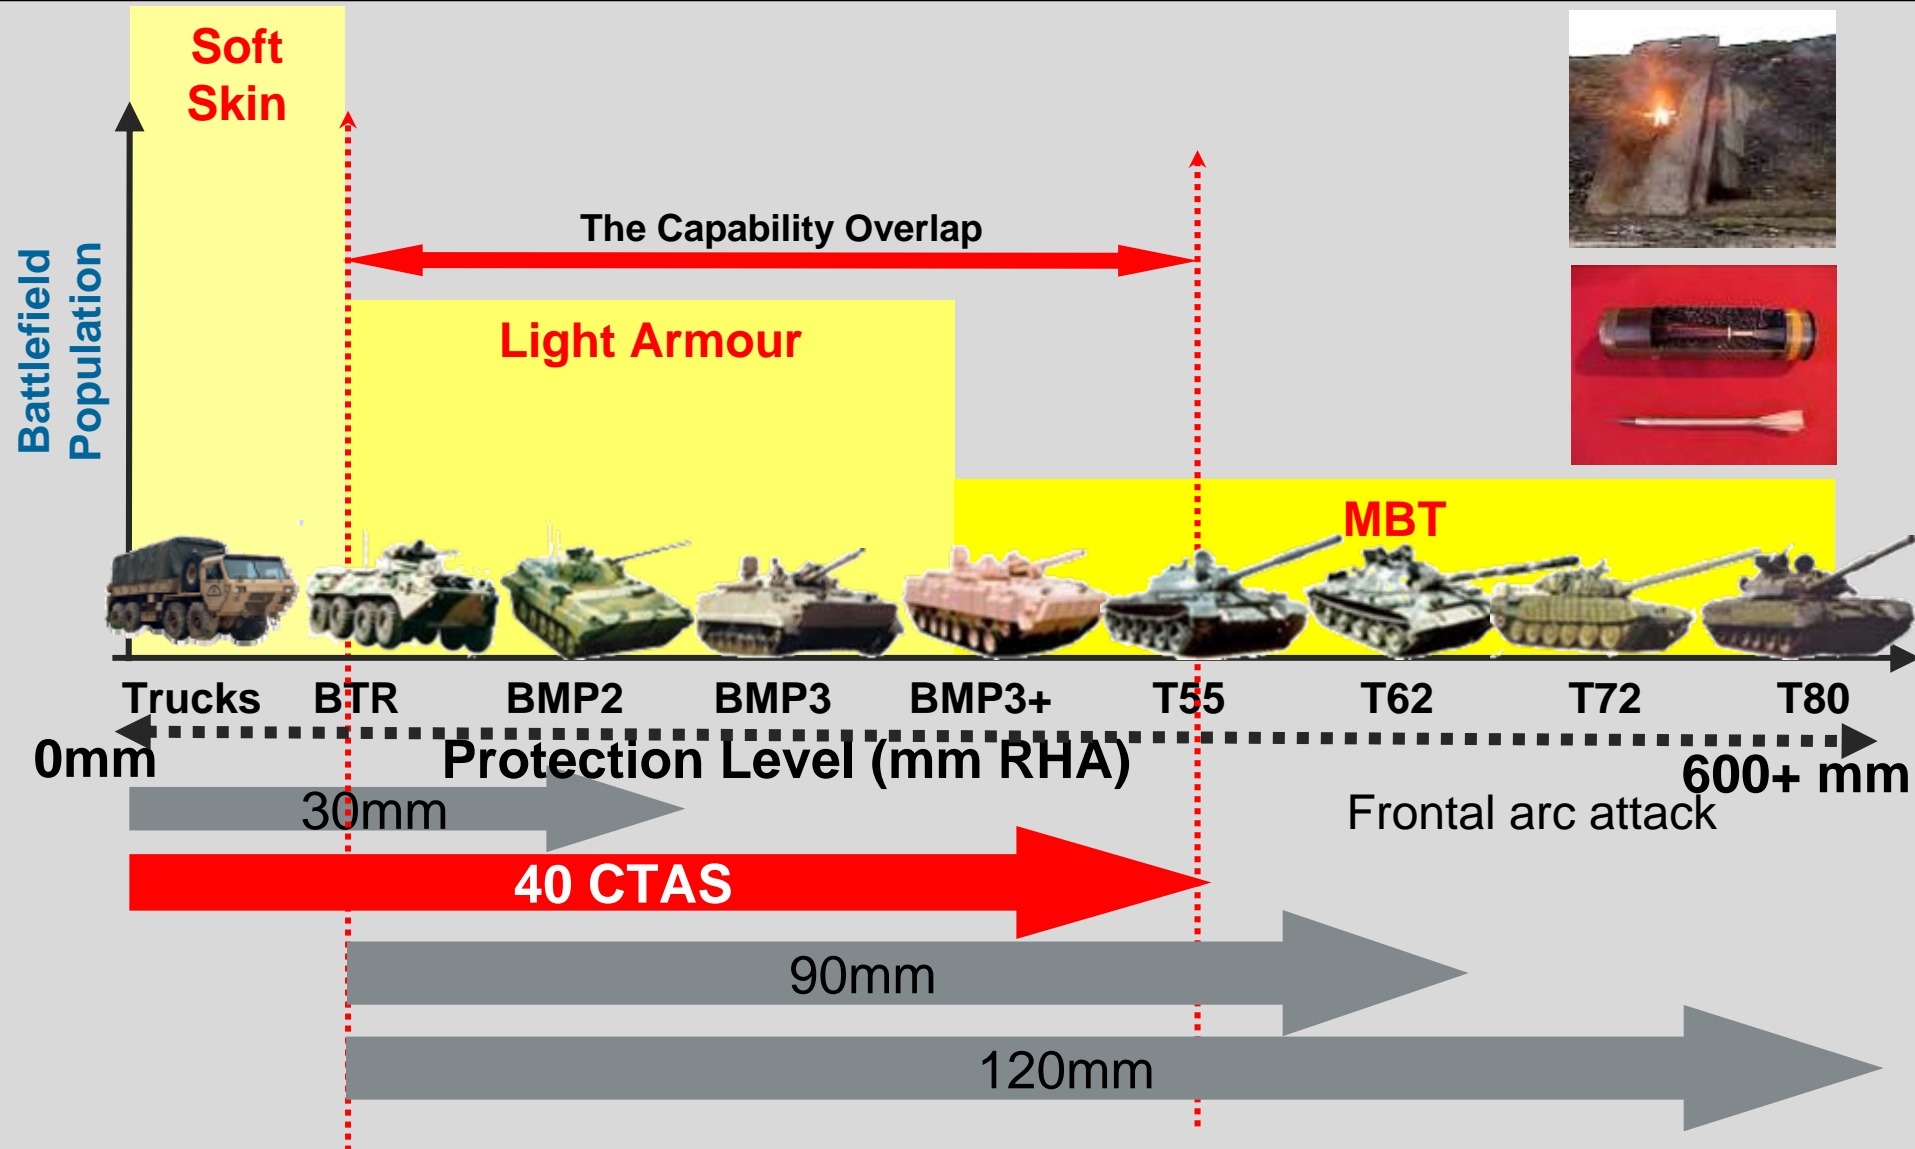 Soft
Skin
The Capability Overlap
Battlefield
Population
Light Armour
MBT
Trucks BTR BMP2 BMP3 BMP3+ T55 T62 T72 T80
0mm Protection Level (mm RHA) 600+ mm
30mm Frontal arc attack
40 CTAS
90mm
120mm